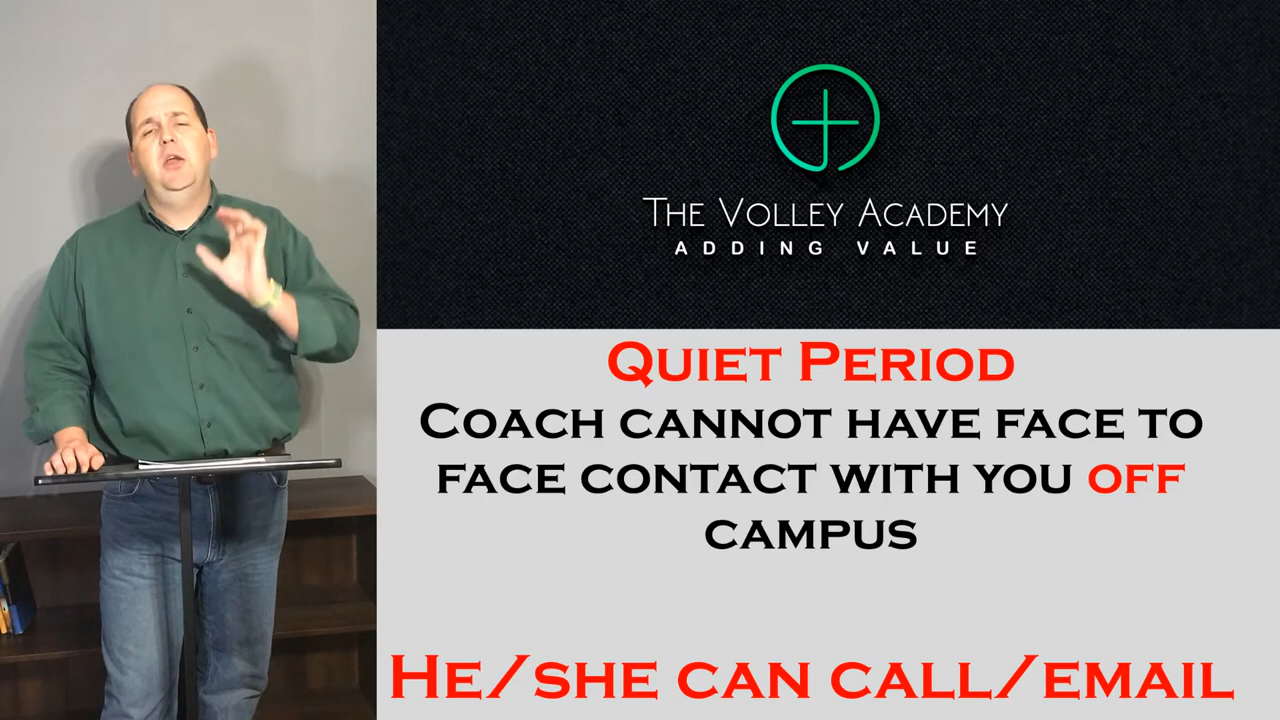 The Volley Academy
ADDING VALUE
Quiet Period
Coach cannot have face to
face contact with you off
campus
He/she can call/email